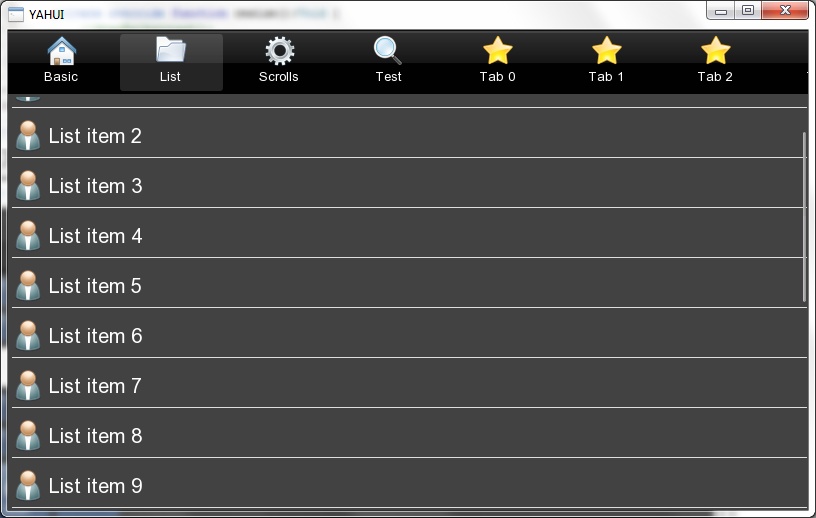 YAHUI
Basic List Scrolls Test Tab 0 Tab 1 Tab 2
List item 2
List item 3
List item 4
List item 5
List item 6
List item 7
List item 8
List item 9